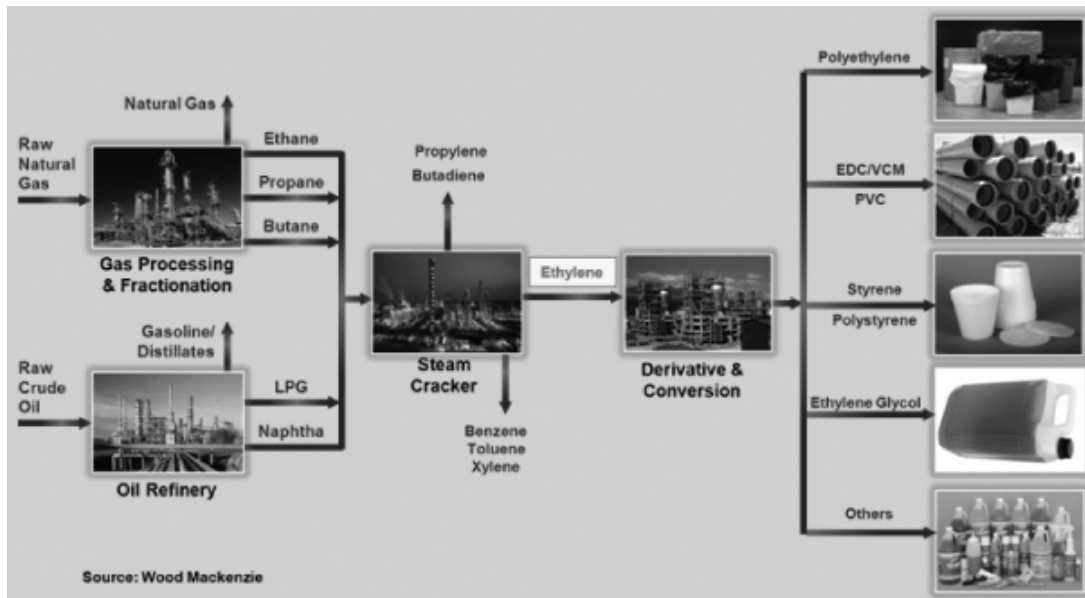 Raw
Natural
Gas
Natural Gas
Ethane
Propane
Butane
Gas Processing
& Fractionation
Raw
Crude
Oil
Gasoline/
Distillates
LPG
Naphtha
Oil Refinery
Propylene
Butadiene
Steam
Cracker
Benzene
Toluene
Xylene
Ethylene
Derivative &
Conversion
Polyethylene
EDC/VCM
PVC
Styrene
Polystyrene
Ethylene Glycol
Others
Source: Wood Mackenzie